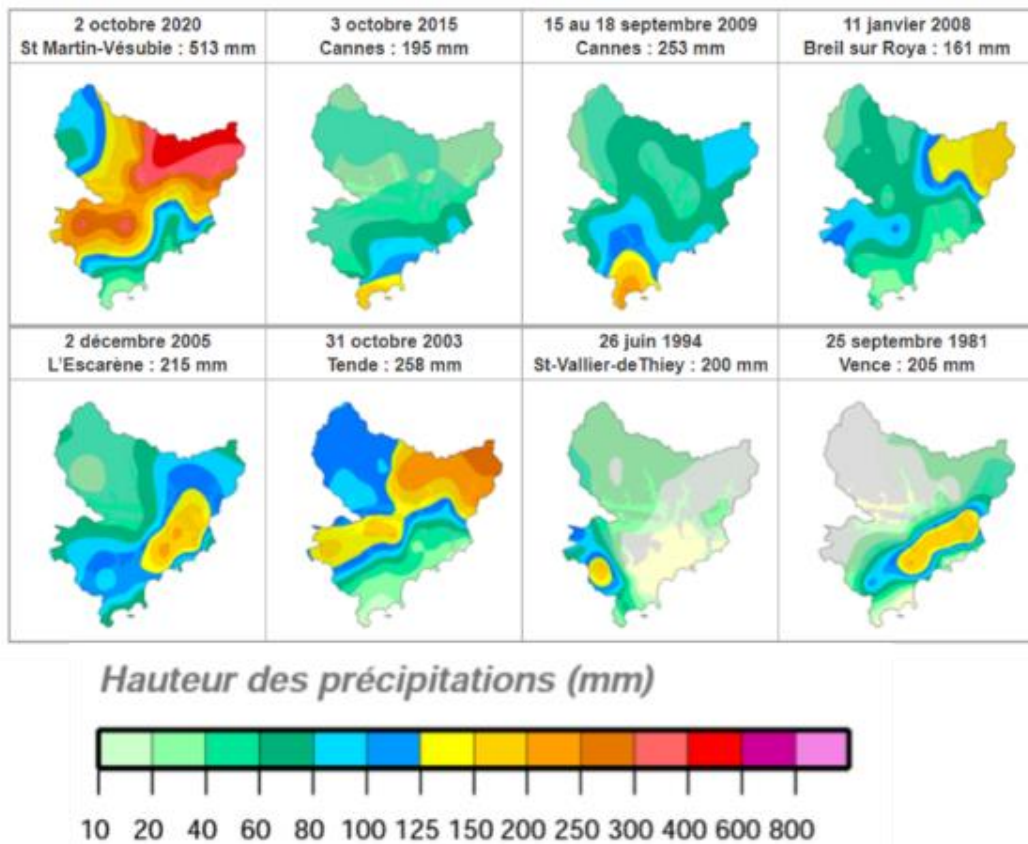 2 octobre 2020
St Martin-Vésubie : 513 mm
3 octobre 2015
Cannes : 195 mm
15 au 18 septembre 2009
Cannes : 253 mm
11 janvier 2008
Breil sur Roya : 161 mm
2 décembre 2005
L'Escarène : 215 mm
31 octobre 2003
Tende : 258 mm
26 juin 1994
St-Vallier-de Thiey : 200 mm
25 septembre 1981
Vence : 205 mm
Hauteur des précipitations (mm)
10 20 40 60 80 100 125 150 200 250 300 400 600 800